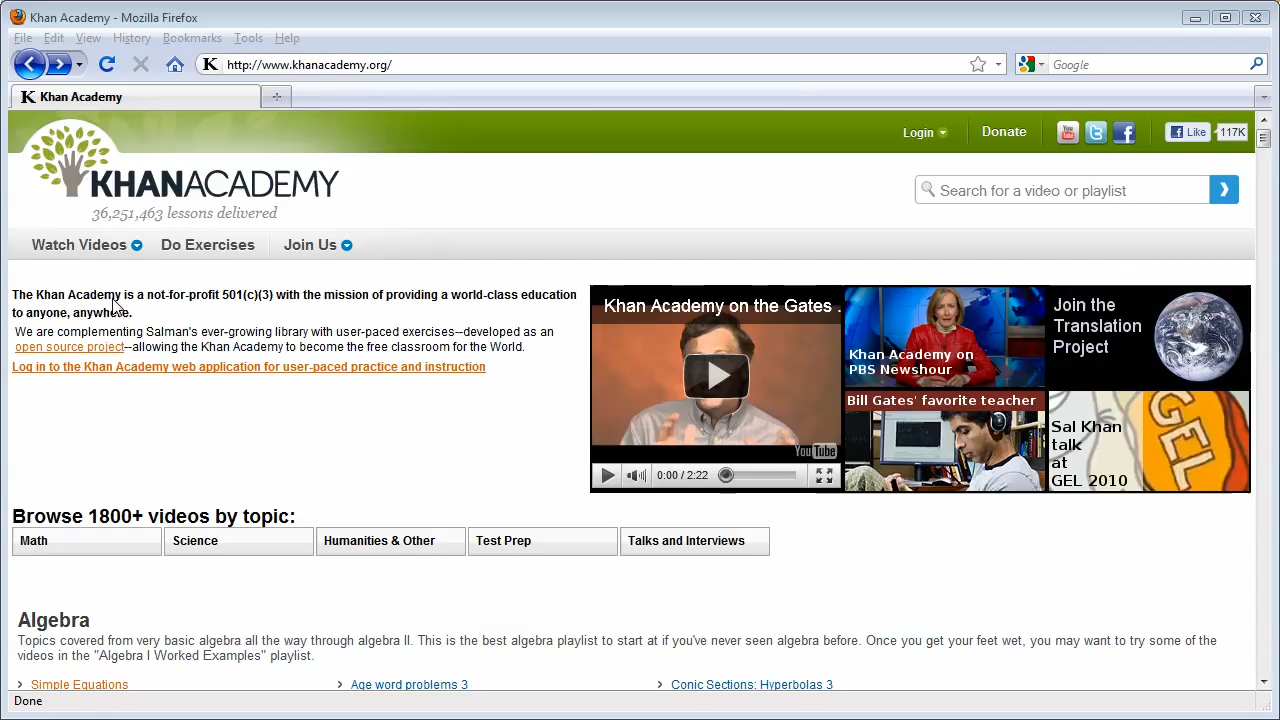 Khan Academy - Mozilla Firefox
File Edit View History Bookmarks Tools Help
K http://www.khanacademy.org/ Google
K Khan Academy
Login Donate You Tube Like 117K
KHANACADEMY
36,251,463 lessons delivered
Search for a video or playlist
Watch Videos Do Exercises Join Us
The Khan Academy is a not-for-profit 501(c)(3) with the mission of providing a world-class education
to anyone, anywhere.
We are complementing Salman's ever-growing library with user-paced exercises--developed as an
open source project--allowing the Khan Academy to become the free classroom for the World.
Log in to the Khan Academy web application for user-paced practice and instruction
Khan Academy on the Gates .
YouTube
0:00 / 2:22
Khan Academy on
PBS Newshour
Join the
Translation
Project
Bill Gates' favorite teacher
Sal Khan
talk
at
GEL 2010
GEL
Browse 1800+ videos by topic:
Math Science Humanities & Other Test Prep Talks and Interviews
Algebra
Topics covered from very basic algebra all the way through algebra II. This is the best algebra playlist to start at if you've never seen algebra before. Once you get your feet wet, you may want to try some of the
videos in the "Algebra I Worked Examples" playlist.
Simple Equations Age word problems 3 Conic Sections: Hyperbolas 3
Done